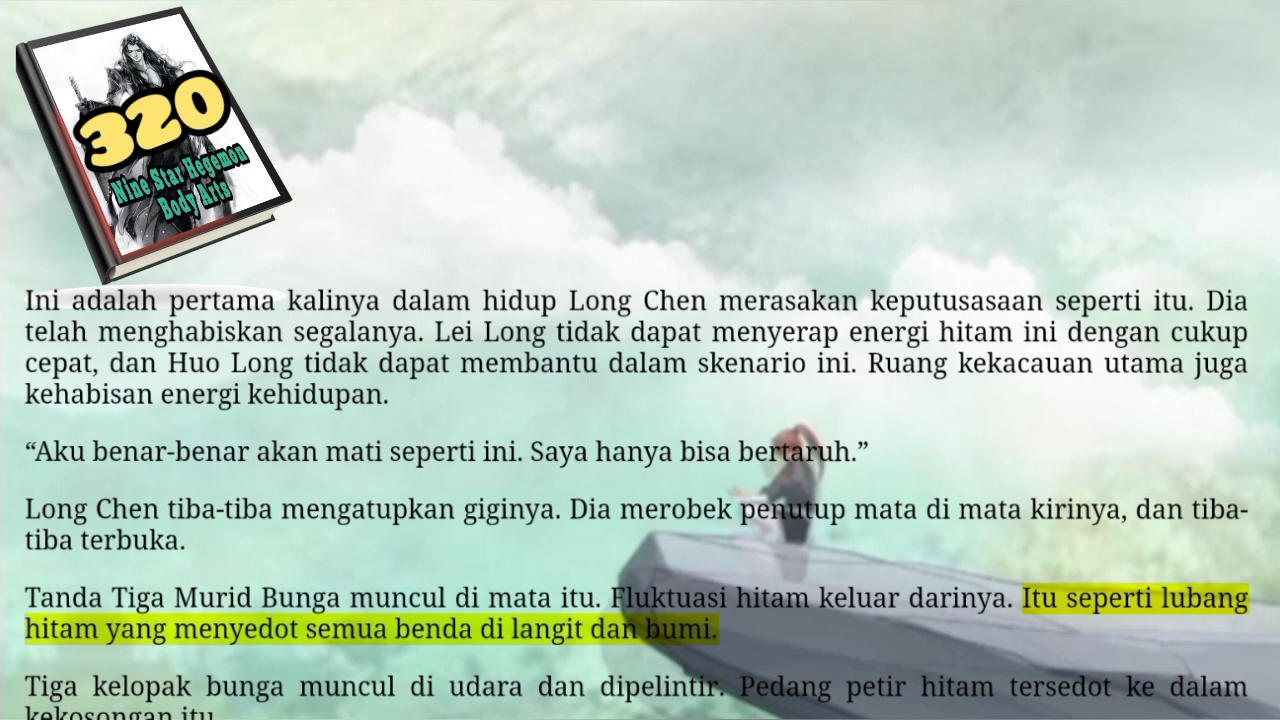 320
Nine Star Hegemon
Body Arts
Ini adalah pertama kalinya dalam hidup Long Chen merasakan keputusasaan seperti itu. Dia
telah menghabiskan segalanya. Lei Long tidak dapat menyerap energi hitam ini dengan cukup
cepat, dan Huo Long tidak dapat membantu dalam skenario ini. Ruang kekacauan utama juga
kehabisan energi kehidupan.
“Aku benar-benar akan mati seperti ini. Saya hanya bisa bertaruh.”
Long Chen tiba-tiba mengatupkan giginya. Dia merobek penutup mata di mata kirinya, dan tiba-
tiba terbuka.
Tanda Tiga Murid Bunga muncul di mata itu. Fluktuasi hitam keluar darinya. Itu seperti lubang
hitam yang menyedot semua benda di langit dan bumi.
Tiga kelopak bunga muncul di udara dan dipelintir. Pedang petir hitam tersedot ke dalam
kekosongan itu.